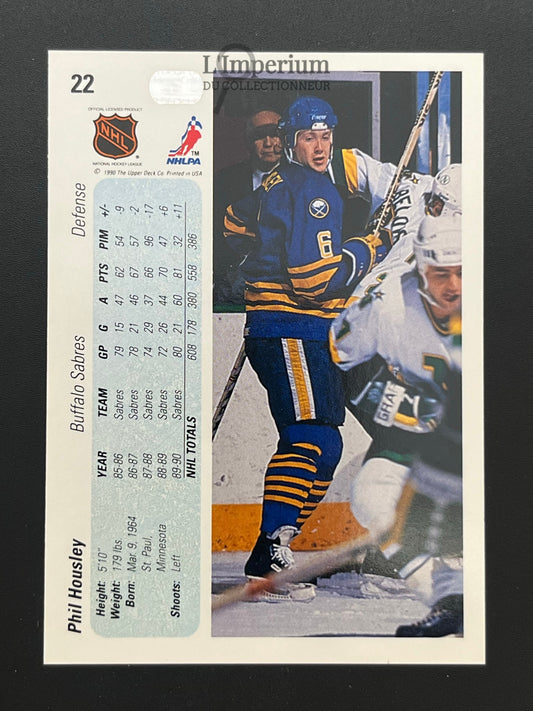 L'Imperium
DU COLLECTIONNEUR
22
OFFICIAL LICENSED PRODUCT
NHL
NATIONAL HOCKEY LEAGUE
NHLPA
TM
© 1990 The Upper Deck Co. Printed in USA
Phil Housley Buffalo Sabres Defense
Height: 5'10"
Weight: 179 lbs.
Born: Mar. 9, 1964
St. Paul,
Minnesota
Shoots: Left
YEAR TEAM GP G A PTS PIM +/-
85-86 Sabres 79 15 47 62 54 -9
86-87 Sabres 78 21 46 67 57 -2
87-88 Sabres 74 29 37 66 96 -17
88-89 Sabres 72 26 44 70 47 +6
89-90 Sabres 80 21 60 81 32 +11
NHL TOTALS 608 178 380 558 386
6
GRAF